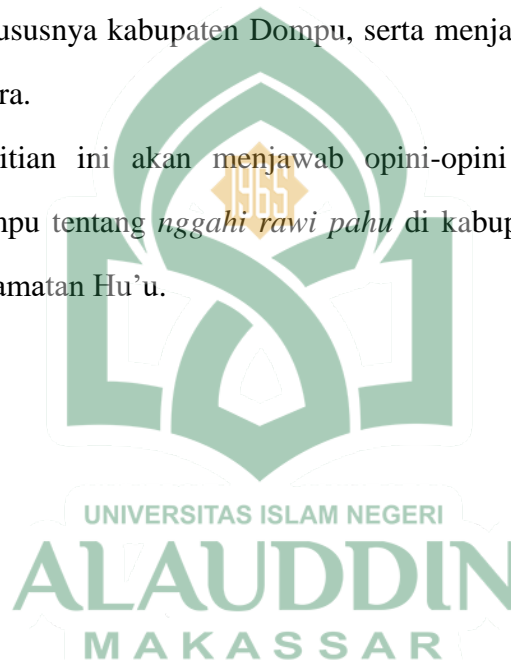 ususnya kabupaten Dompu, serta menja
ra.
itian ini akan menjawab opini-opini
npu tentang nggahi rawi pahu di kabup
amatan Hu'u.
1965
UNIVERSITAS ISLAM NEGERI
ALAUDDIN
MAKASSAR